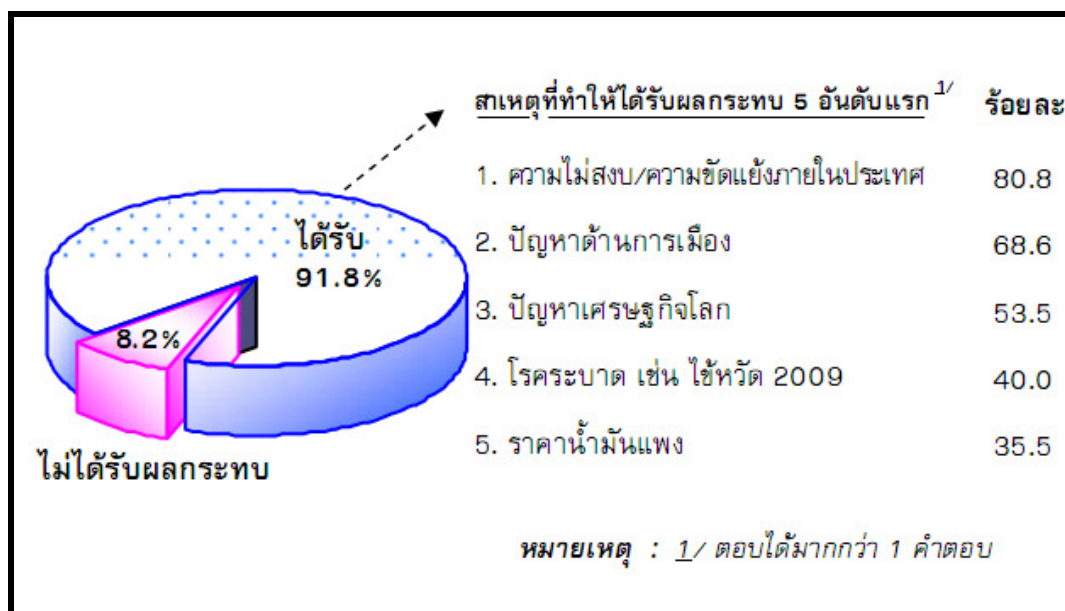 สาเหตุที่ทำให้ได้รับผลกระทบ 5 อันดับแรก 1/ ร้อยละ
1. ความไม่สงบ/ความขัดแย้งภายในประเทศ 80.8
2. ปัญหาด้านการเมือง 68.6
3. ปัญหาเศรษฐกิจโลก 53.5
4. โรคระบาด เช่น ไข้หวัด 2009 40.0
5. ราคาน้ำมันแพง 35.5
ได้รับ
91.8%
8.2%
ไม่ได้รับผลกระทบ
หมายเหตุ : 1/ ตอบได้มากกว่า 1 คำตอบ